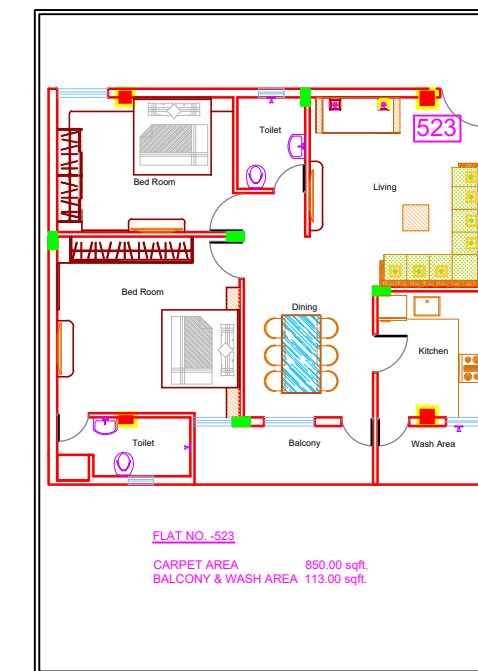 523
Toilet
Bed Room
Living
Bed Room
Dining
Kitchen
Toilet
Balcony
Wash Area
FLAT NO. -523
CARPET AREA 850.00 sqft.
BALCONY & WASH AREA 113.00 sqft.